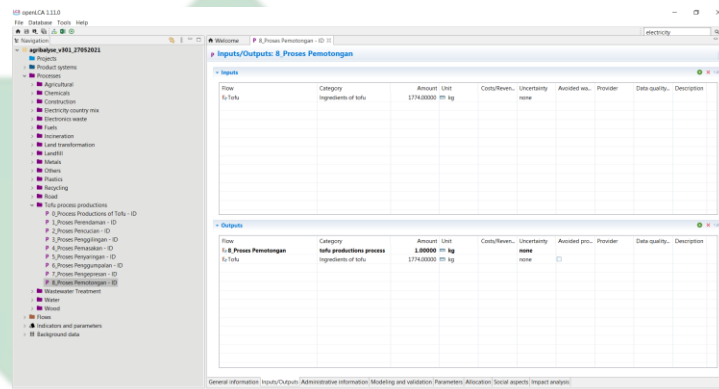 openLCA 1.11.0
File Database Tools Help
electricity
Navigation
Welcome
P 8_Proses Pemotongan - ID
agribalyse_v301_27052021
Projects
Product systems
Processes
Agricultural
Chemicals
Construction
Electricity country mix
Electronics waste
Fuels
Incineration
Land transformation
Landfill
Metals
Others
Plastics
Recycling
Road
Tofu process productions
P 0_Process Productions of Tofu - ID
P 1_Proses Perendaman - ID
P 2_Proses Pencucian - ID
P 3_Proses Penggilingan - ID
P 4_Proses Pemasakan - ID
P 5_Proses Penyaringan - ID
P 6_Proses Penggumpalan - ID
P 7_Proses Pengepresan - ID
P 8_Proses Pemotongan - ID
Wastewater Treatment
Water
Wood
Flows
Indicators and parameters
Background data
P Inputs/Outputs: 8_Proses Pemotongan
Inputs
Flow Category Amount Unit Costs/Reven... Uncertainty Avoided wa... Provider Data quality... Description
Tofu Ingredients of tofu 1774.00000 kg none
Outputs
Flow Category Amount Unit Costs/Reven... Uncertainty Avoided pro... Provider Data quality... Description
8_Proses Pemotongan tofu productions process 1.00000 kg none
Tofu Ingredients of tofu 1774.00000 kg none
General information Inputs/Outputs Administrative information Modeling and validation Parameters Allocation Social aspects Impact analysis